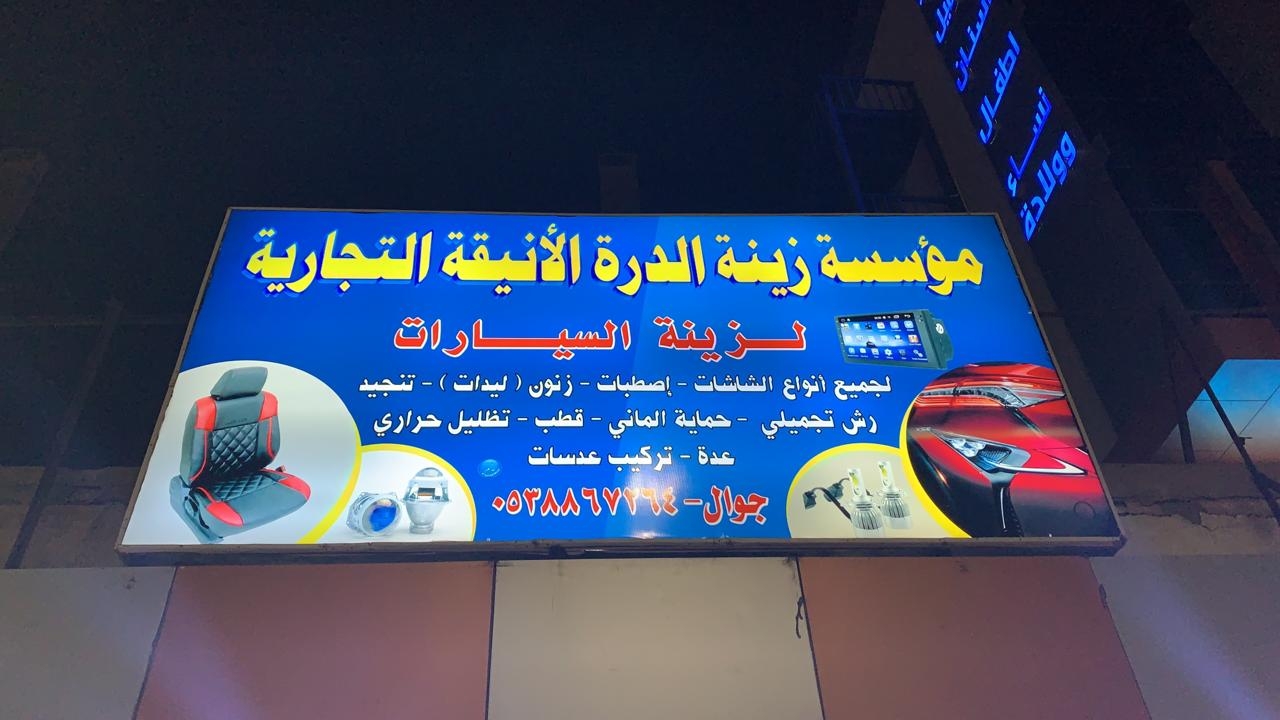 مؤسسة زينة الدرة الأنيقة التجارية
لـزينة السيـارات
لجميع أنواع الشاشات - إصطبات - زنون ( ليدات ) - تنجيد
رش تجميلي - حماية الماني - قطب - تظليل حراري
عدة - تركيب عدسات
جوال - ٠٥٣٨٨٦٧٢٦٤
اسنان
اطفال
نساء
وولادة